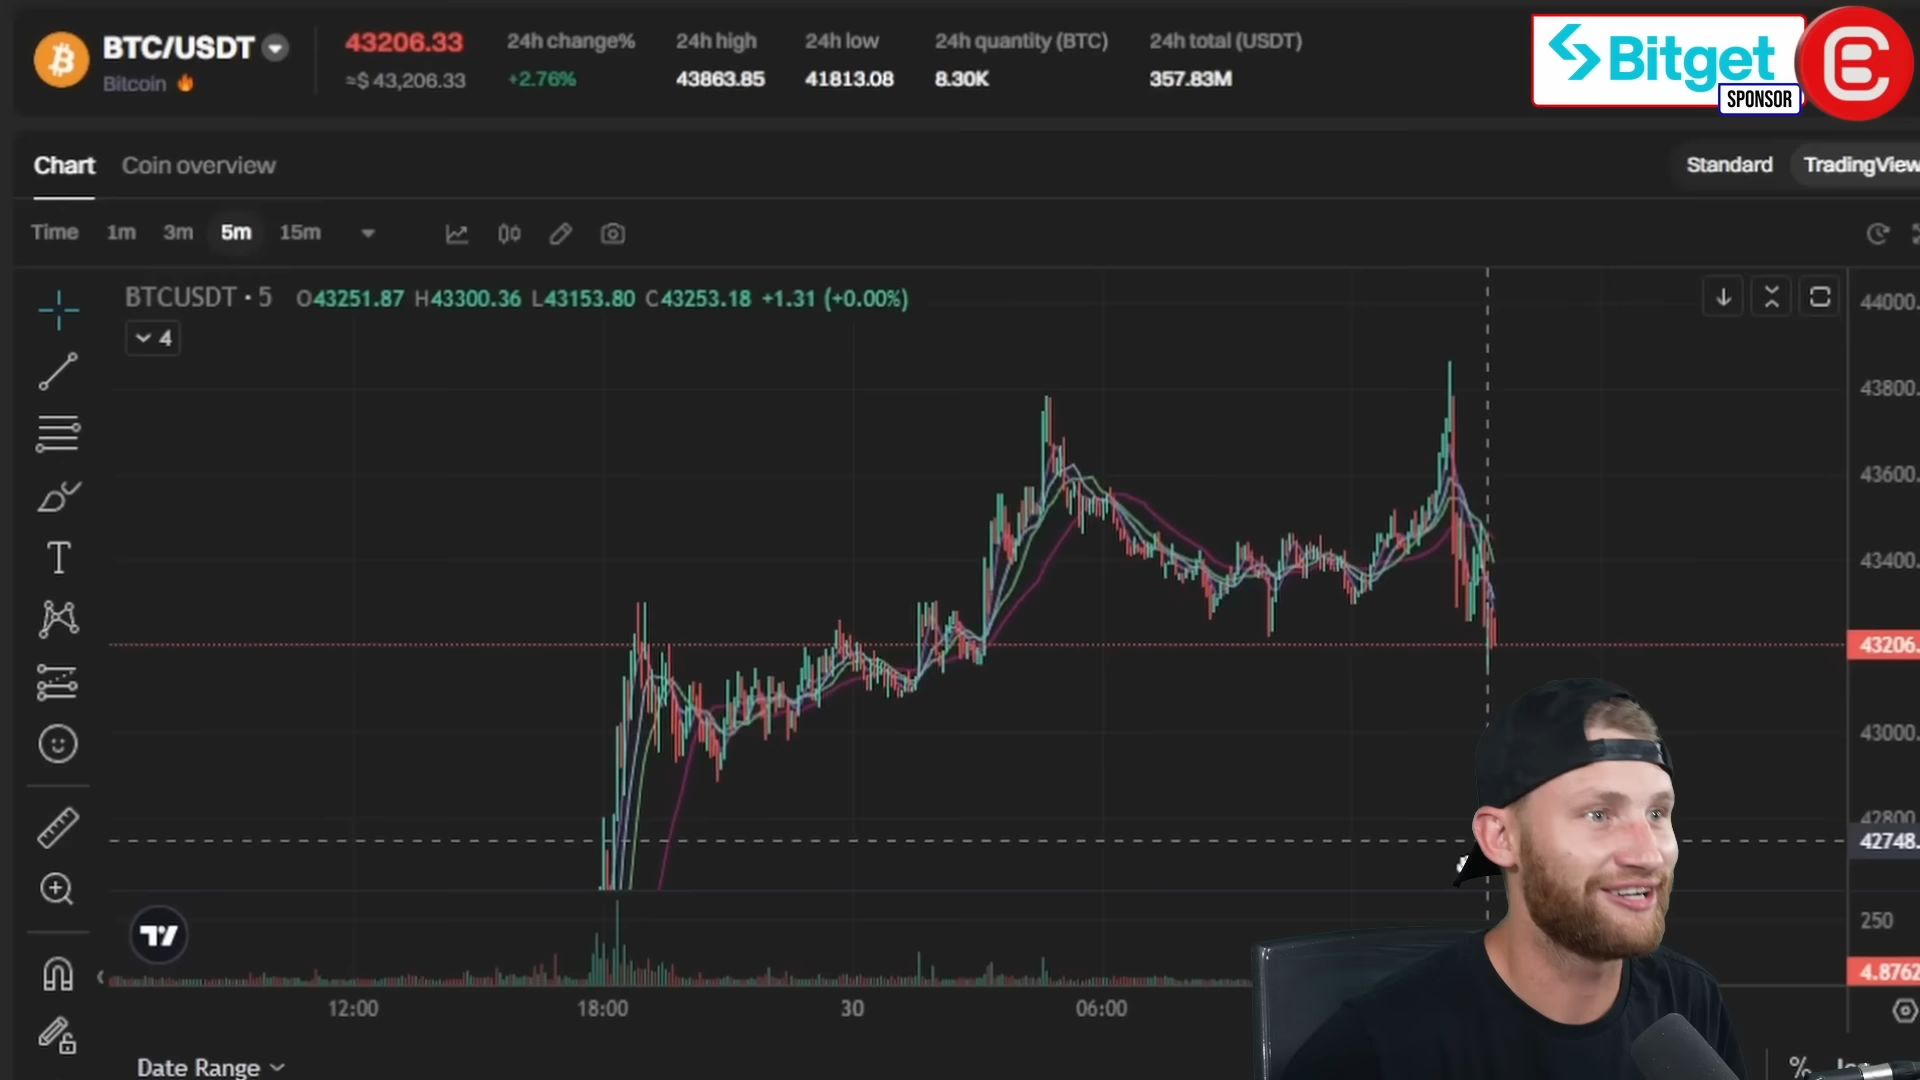 BTC/USDT
Bitcoin
43206.33
≈$ 43,206.33
24h change%
+2.76%
24h high
43863.85
24h low
41813.08
24h quantity (BTC)
8.30K
24h total (USDT)
357.83M
Bitget
SPONSOR
Chart Coin overview
Standard TradingView
Time 1m 3m 5m 15m
BTCUSDT • 5 O43251.87 H43300.36 L43153.80 C43253.18 +1.31 (+0.00%)
4
44000.
43800.
43600.
43400.
43206.
43000.
42800
42748.
250
4.8762
12:00 18:00 30 06:00
Date Range
%